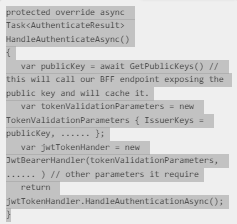 protected override async
Task<AuthenticateResult>
HandleAuthenticateAsync()
{
var publicKey = await GetPublicKeys() //
this will call our BFF endpoint exposing the
public key and will cache it.
var tokenValidationParameters = new
TokenValidationParameters { IssuerKeys =
publicKey, ...... };
var jwtTokenHander = new
JwtBearerHandler(tokenValidationParameters,
...... ) // other parameters it require
return
jwtTokenHandler.HandleAuthenticationAsync();
}